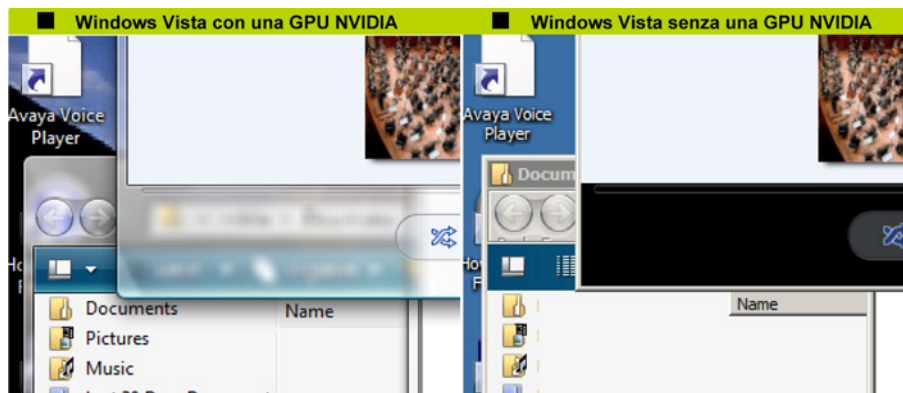 Windows Vista con una GPU NVIDIA
Avaya Voice
Player
Documents
Name
Pictures
Music
Windows Vista senza una GPU NVIDIA
Avaya Voice
Player
Docum
Name